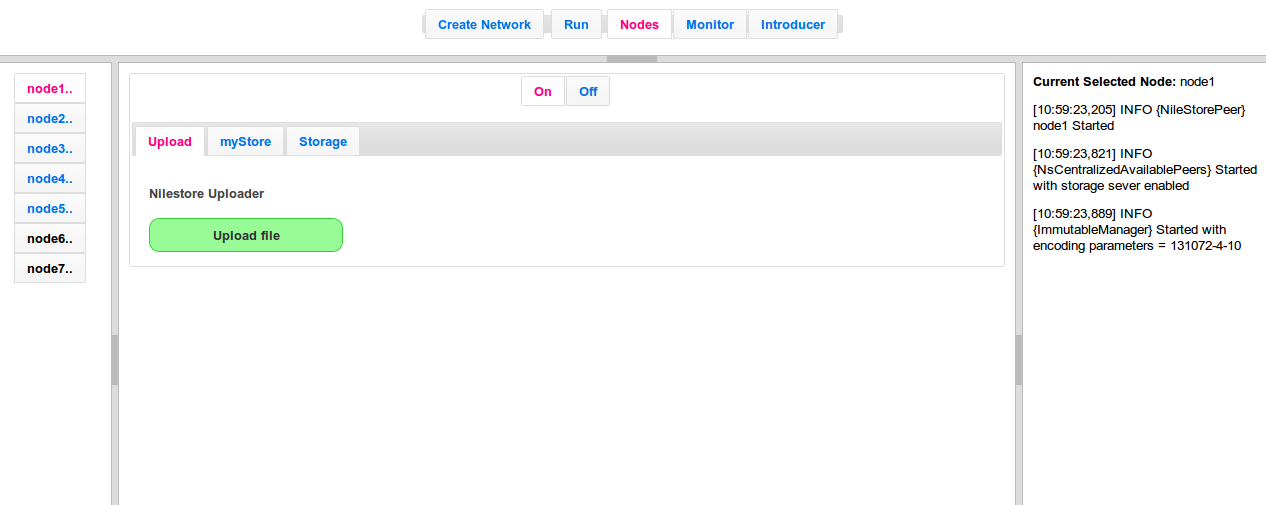 Create Network Run Nodes Monitor Introducer
node1..
node2..
node3..
node4..
node5..
node6..
node7..
On Off
Upload myStore Storage
Nilestore Uploader
Upload file
Current Selected Node: node1
[10:59:23,205] INFO {NileStorePeer}
node1 Started
[10:59:23,821] INFO
{NsCentralizedAvailablePeers} Started
with storage sever enabled
[10:59:23,889] INFO
{ImmutableManager} Started with
encoding parameters = 131072-4-10